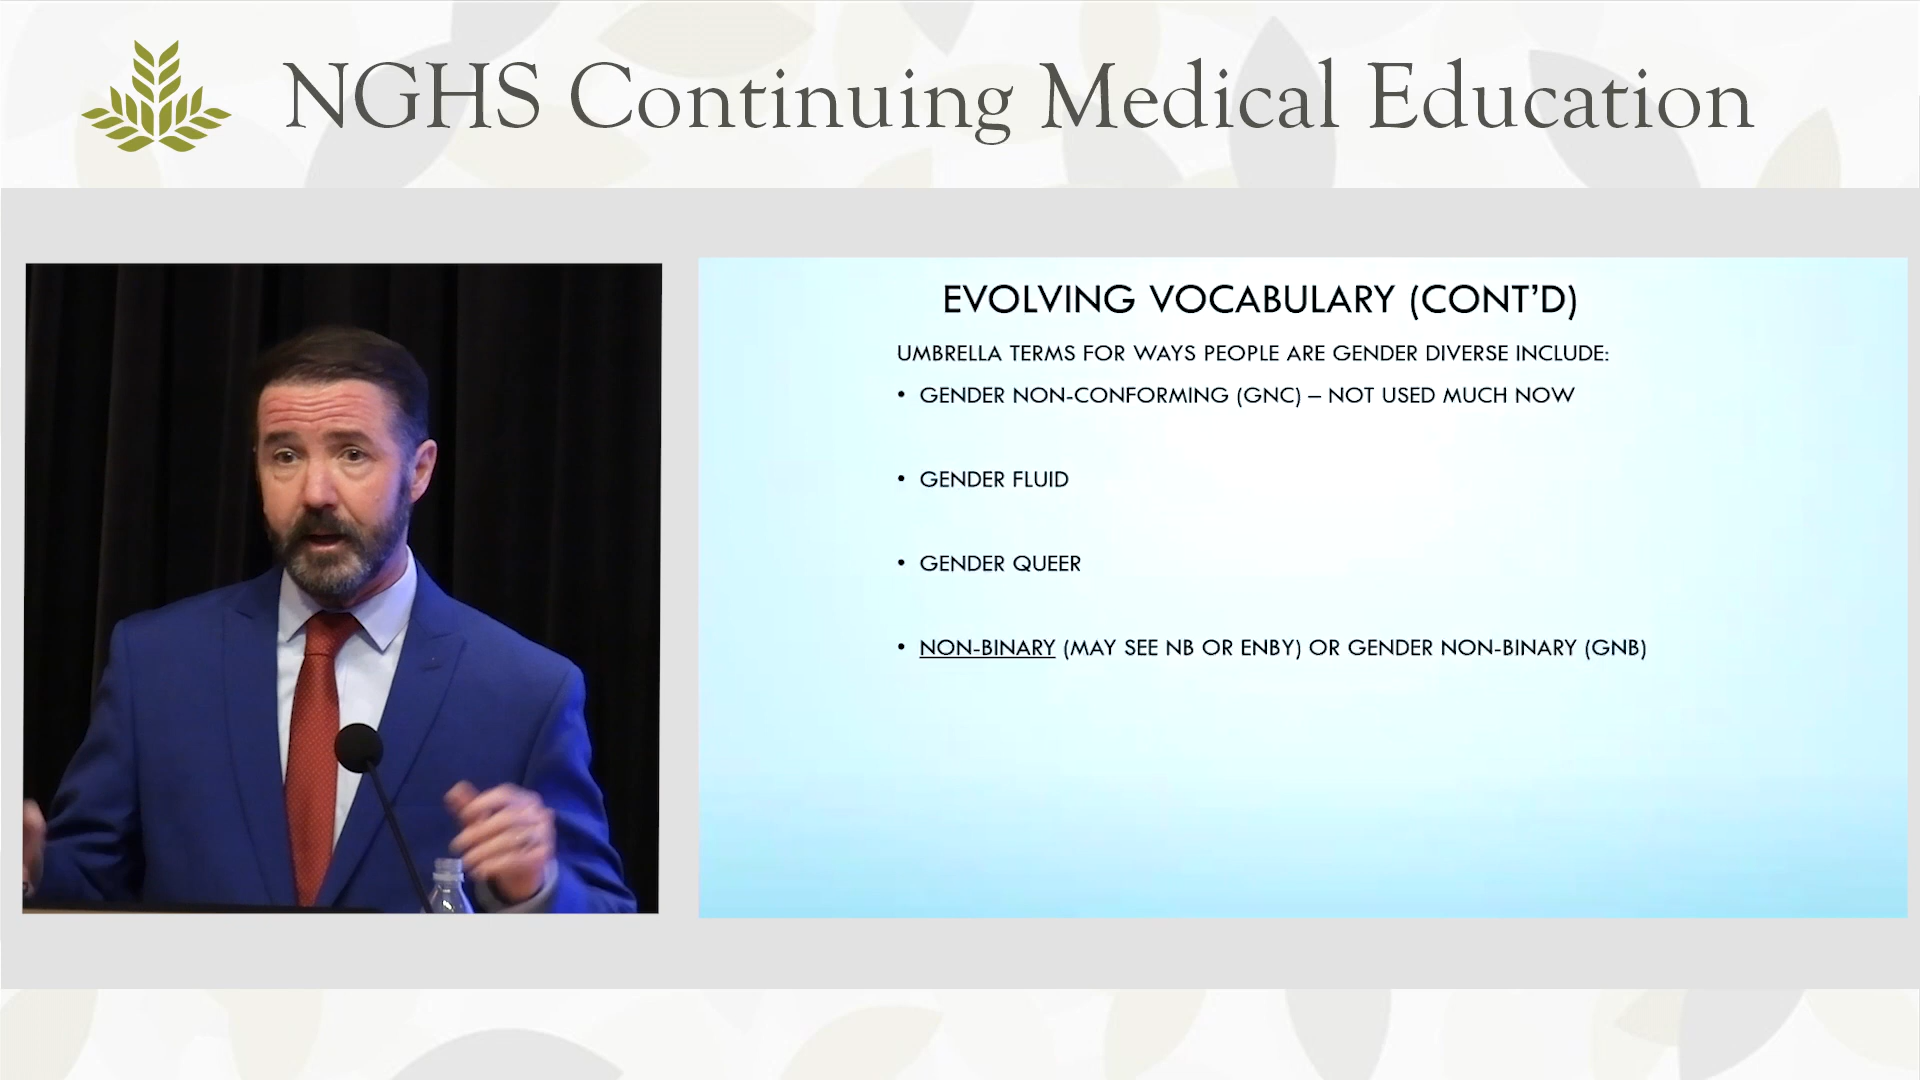 NGHS Continuing Medical Education
EVOLVING VOCABULARY (CONT’D)
UMBRELLA TERMS FOR WAYS PEOPLE ARE GENDER DIVERSE INCLUDE:
• GENDER NON-CONFORMING (GNC) – NOT USED MUCH NOW
• GENDER FLUID
• GENDER QUEER
• NON-BINARY (MAY SEE NB OR ENBY) OR GENDER NON-BINARY (GNB)